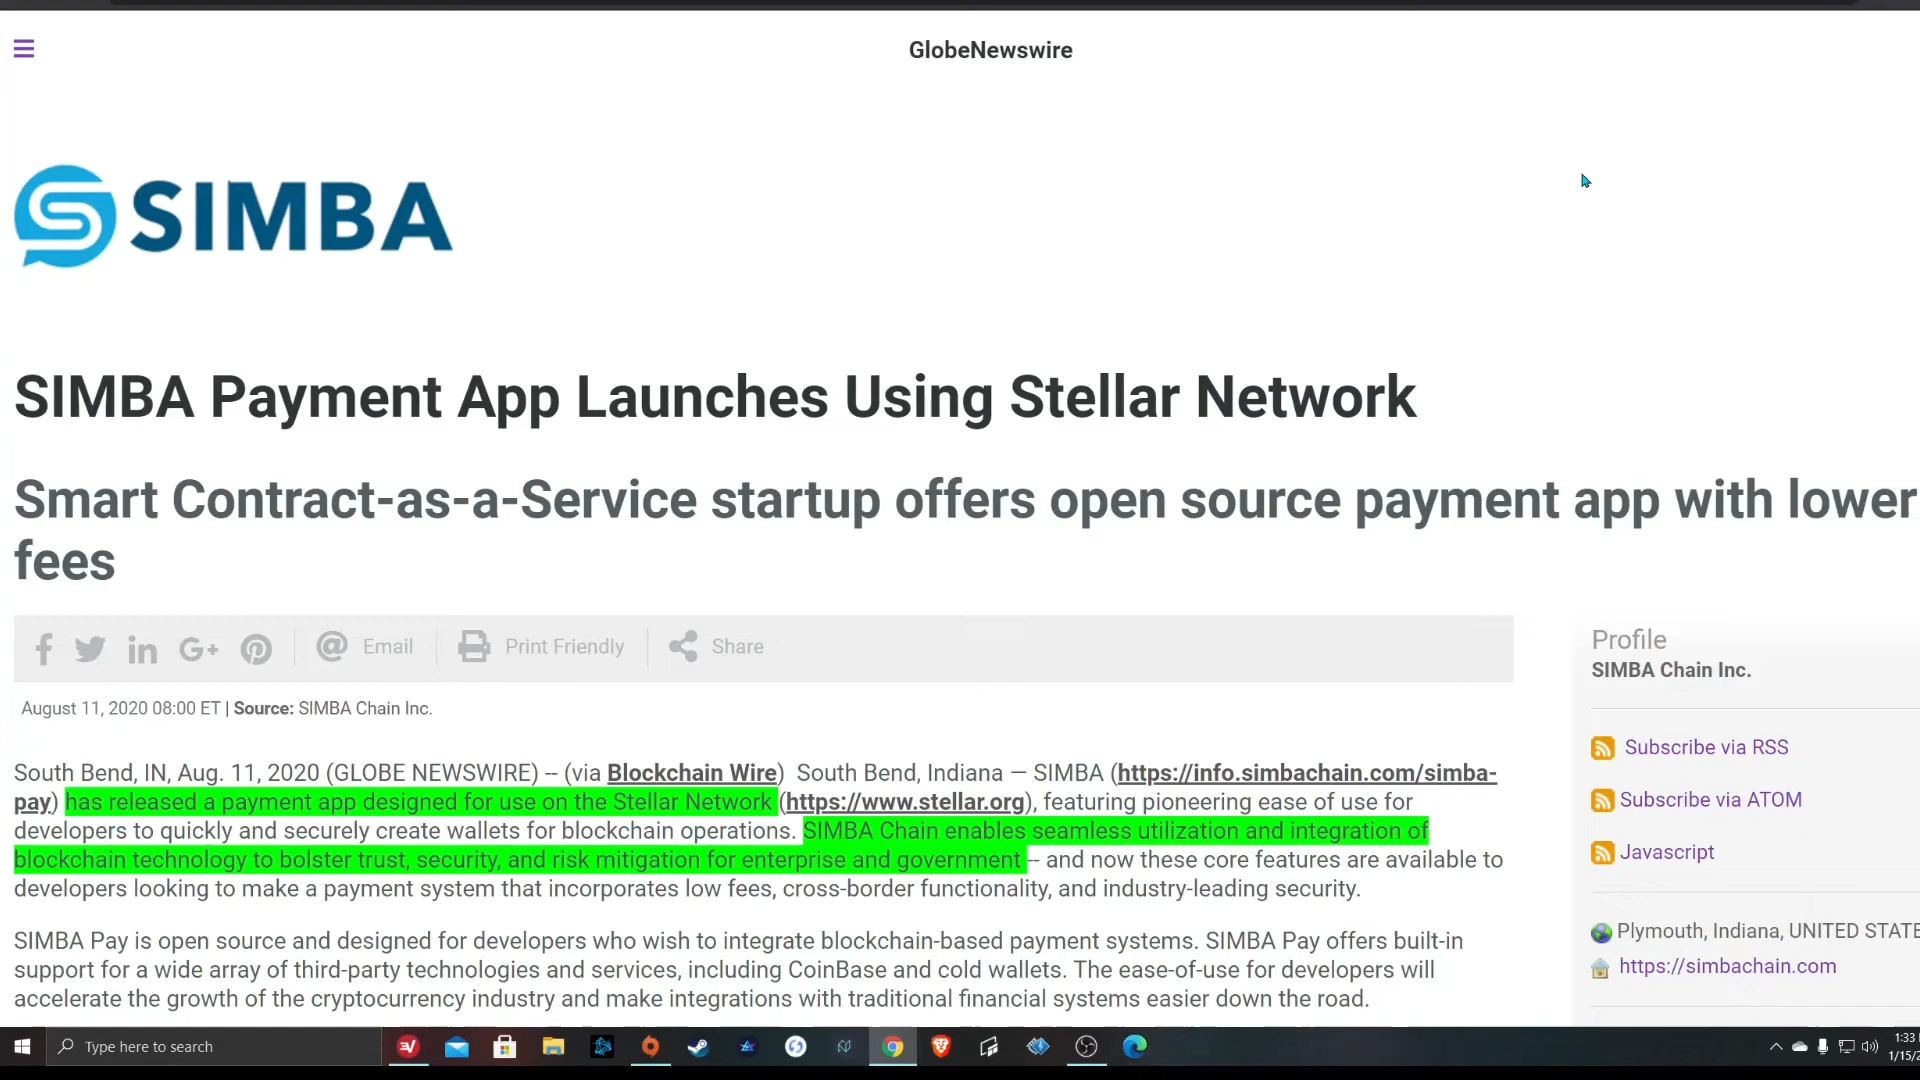 GlobeNewswire
SIMBA
SIMBA Payment App Launches Using Stellar Network
Smart Contract-as-a-Service startup offers open source payment app with lower
fees
Email
Print Friendly
Share
August 11, 2020 08:00 ET | Source: SIMBA Chain Inc.
South Bend, IN, Aug. 11, 2020 (GLOBE NEWSWIRE) -- (via Blockchain Wire) South Bend, Indiana — SIMBA (https://info.simbachain.com/simba-
pay) has released a payment app designed for use on the Stellar Network (https://www.stellar.org), featuring pioneering ease of use for
developers to quickly and securely create wallets for blockchain operations. SIMBA Chain enables seamless utilization and integration of
blockchain technology to bolster trust, security, and risk mitigation for enterprise and government -- and now these core features are available to
developers looking to make a payment system that incorporates low fees, cross-border functionality, and industry-leading security.
SIMBA Pay is open source and designed for developers who wish to integrate blockchain-based payment systems. SIMBA Pay offers built-in
support for a wide array of third-party technologies and services, including CoinBase and cold wallets. The ease-of-use for developers will
accelerate the growth of the cryptocurrency industry and make integrations with traditional financial systems easier down the road.
Profile
SIMBA Chain Inc.
Subscribe via RSS
Subscribe via ATOM
Javascript
Plymouth, Indiana, UNITED STATE
https://simbachain.com
Type here to search
1:33
1/15/2